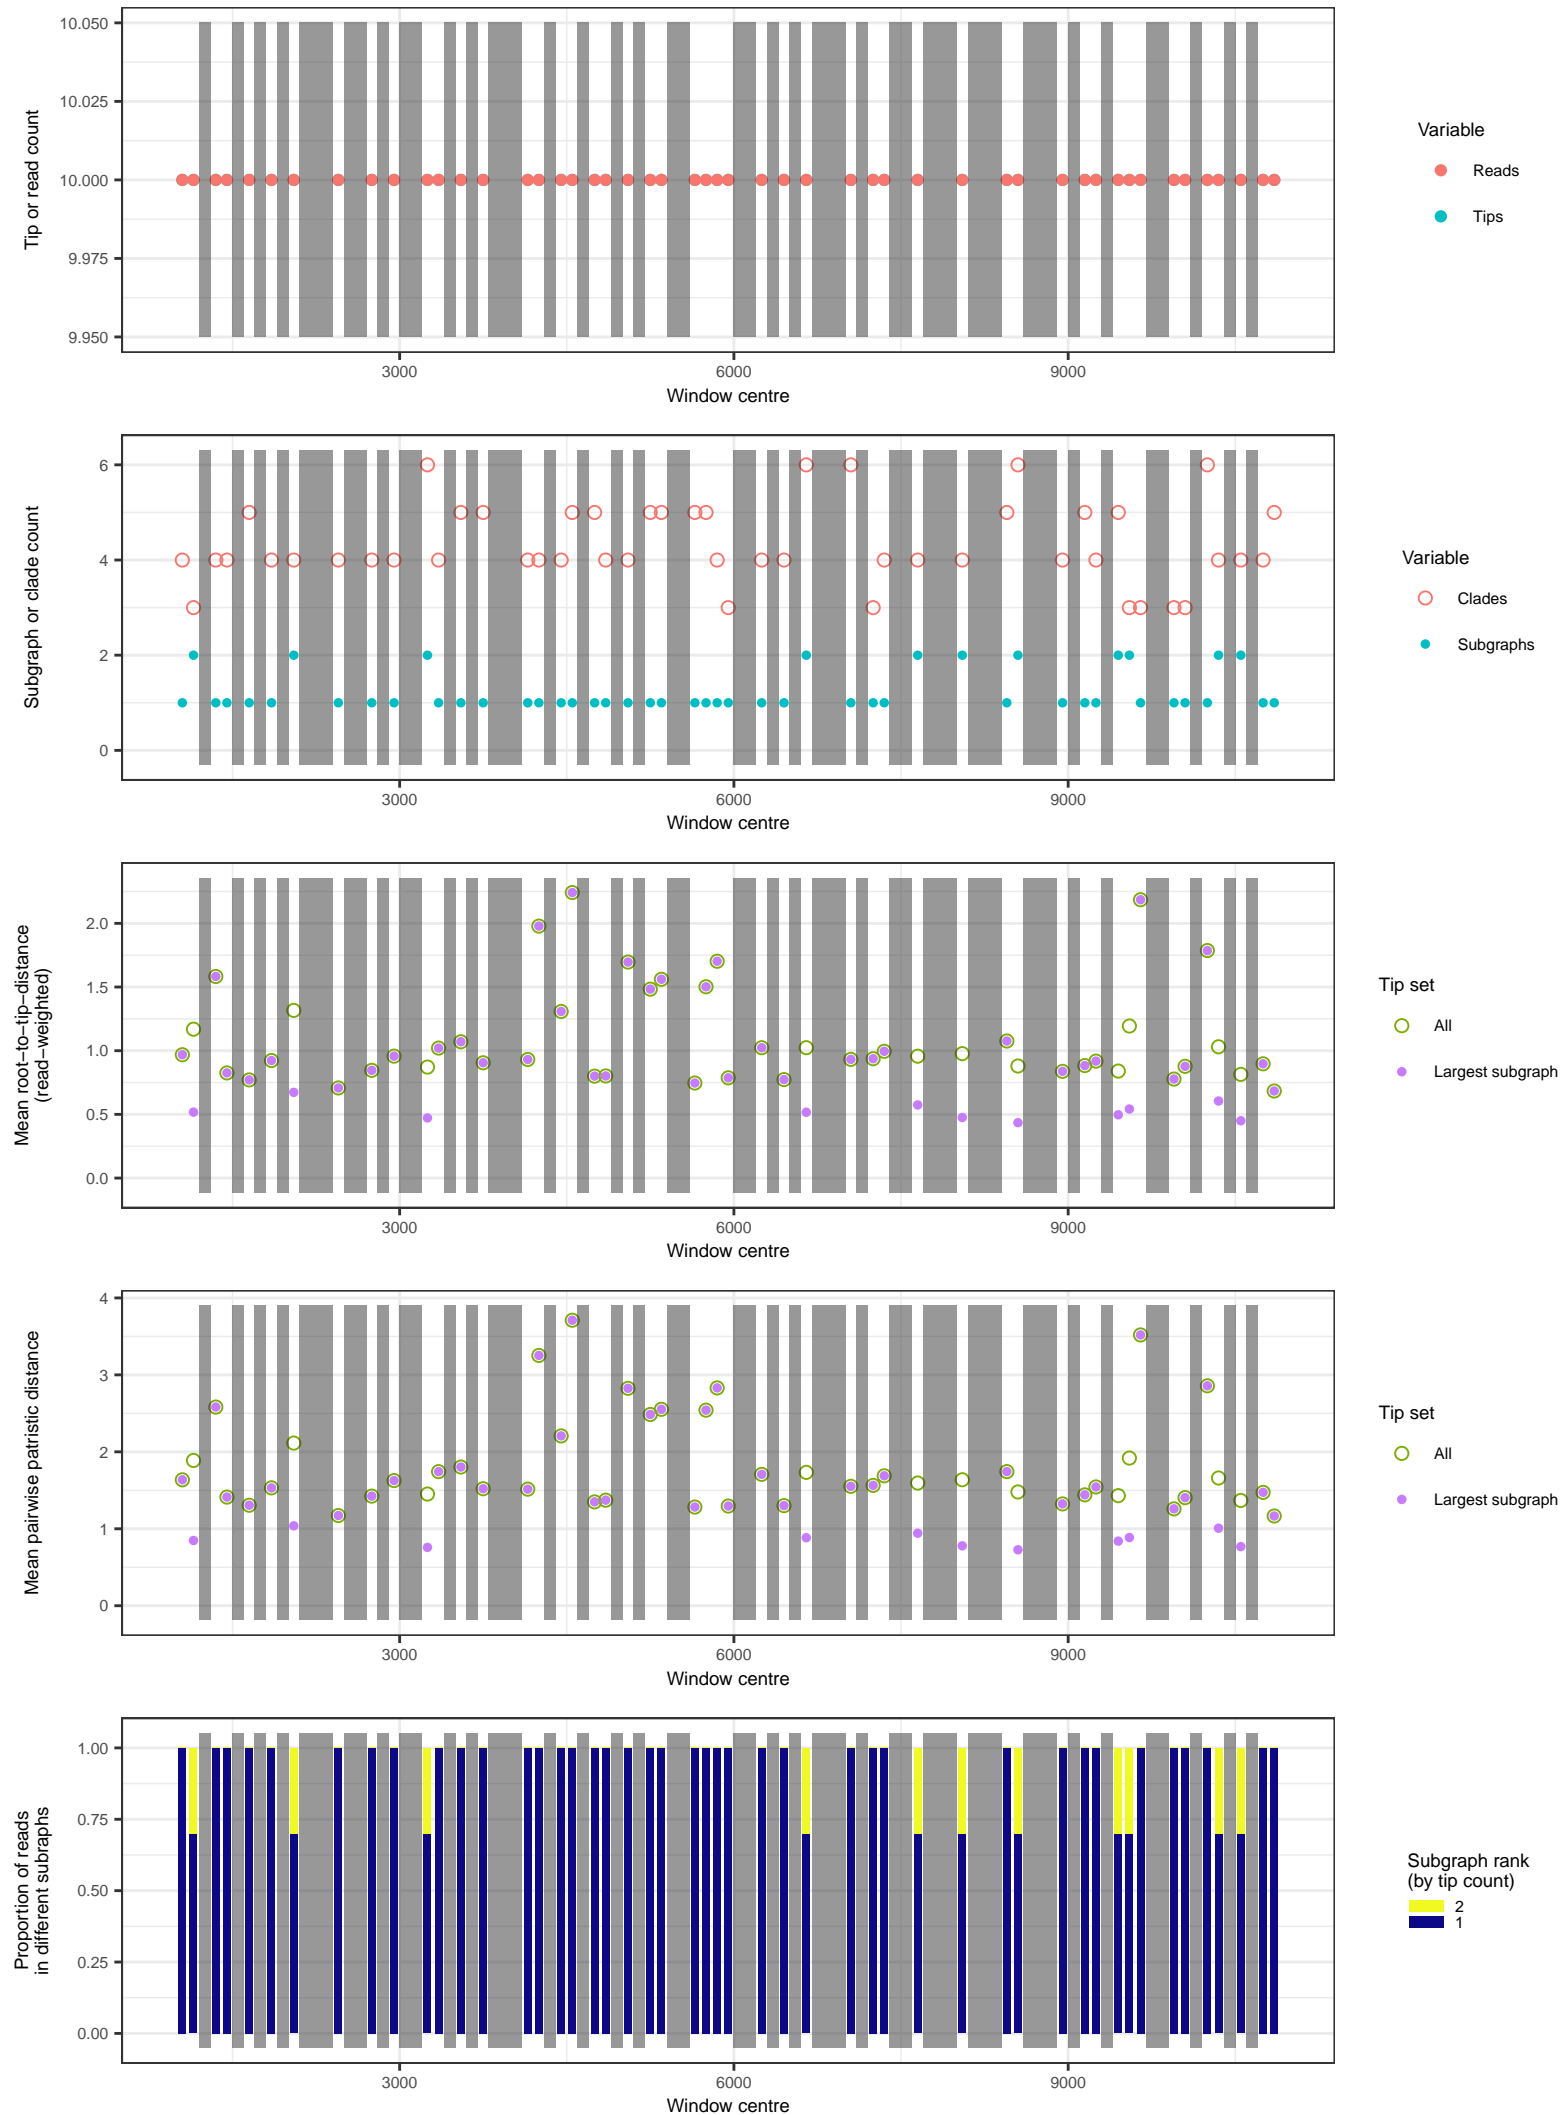 10.050
10.025
10.000
9.975
9.950
Tip or read count
3000
6000
9000
Window centre
Variable
Reads
Tips
6
4
2
0
Subgraph or clade count
3000
6000
9000
Window centre
Variable
Clades
Subgraphs
2.0
1.5
1.0
0.5
0.0
Mean root−to−tip−distance
(read−weighted)
3000
6000
9000
Window centre
Tip set
All
Largest subgraph
4
3
2
1
0
Mean pairwise patristic distance
3000
6000
9000
Window centre
Tip set
All
Largest subgraph
1.00
0.75
0.50
0.25
0.00
Proportion of reads
in different subraphs
3000
6000
9000
Window centre
Subgraph rank
(by tip count)
2
1